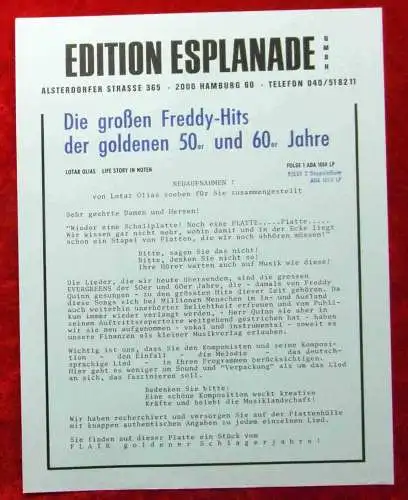 EDITION ESPLANADE GMBH
ALSTERDORFER STRASSE 365 - 2000 HAMBURG 60 - TELEFON 040/518211
Die großen Freddy-Hits
der goldenen 50er und 60er Jahre
LOTAR OLIAS LIFE STORY IN NOTEN
FOLGE 1 ADA 1009 LP
FOLGE 2 Doppelalbum
NEUAUFNAHMEN !
von Lotar Olias soeben für Sie zusammengestellt
Sehr geehrte Damen und Herren!
"Wieder eine Schallplatte! Noch eine PLATTE.....Platte....
Wir wissen gar nicht mehr, wohin damit und in der Ecke liegt
schon ein Stapel von Platten, die wir noch abhören müssen!"
Bitte, sagen Sie das nicht!
Bitte, denken Sie nicht so!
Ihre Hörer warten auch auf Musik wie diese!
Die Lieder, die wir heute übersenden, sind die grossen
EVERGREENS der 50er und 60er Jahre, die - damals von Freddy
Quinn gesungen - zu den grössten Hits dieser Zeit gehören. Da
diese Songs sich bei Millionen Menschen im In- und Ausland
auch weiterhin unerhörter Beliebtheit erfreuen und vom Publi-
kum immer wieder verlangt werden, - Herr Quinn sie aber in
seinem Auftrittsrepertoire weitgehend gestrichen hat - haben
wir sie neu aufgenommen - vokal und instrumental - soweit es
unsere Finanzen als kleiner Musikverlag erlauben.
Wichtig ist uns, dass Sie den Komponisten und seine Komposi-
tion - den Einfall - die Melodie - das deutsch-
sprachige Lied - in Ihren Programmen berücksichtigen.
Hier geht es weniger um Sound und "Verpackung" als um das Lied
an sich, das faszinieren soll.
Bedenken Sie bitte:
Eine schöne Komposition weckt kreative
Kräfte und belebt die Musiklandschaft!
Wir haben recherchiert und versorgen Sie auf der Plattenhülle
mit knappen authentischen Angaben zu jedem einzelnen Lied.
Sie finden auf dieser Platte ein Stück vom
FLAIR goldener Schlagerjahre!